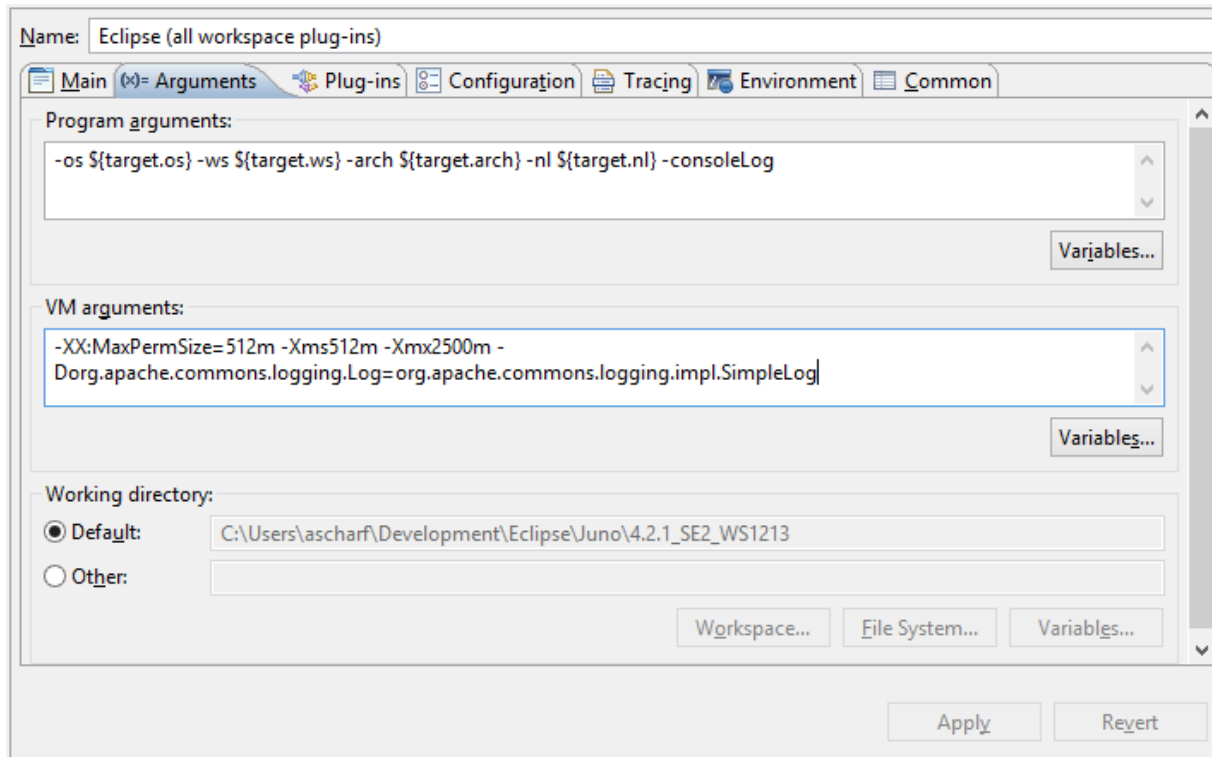 Name: Eclipse (all workspace plug-ins)
Main (x)= Arguments Plug-ins Configuration Tracing Environment Common
Program arguments:
-os ${target.os} -ws ${target.ws} -arch ${target.arch} -nl ${target.nl} -consoleLog
Variables...
VM arguments:
-XX:MaxPermSize=512m -Xms512m -Xmx2500m -
Dorg.apache.commons.logging.Log=org.apache.commons.logging.impl.SimpleLog
Variables...
Working directory:
Default: C:\Users\ascharf\Development\Eclipse\Juno\4.2.1_SE2_WS1213
Other:
Workspace... File System... Variables...
Apply Revert